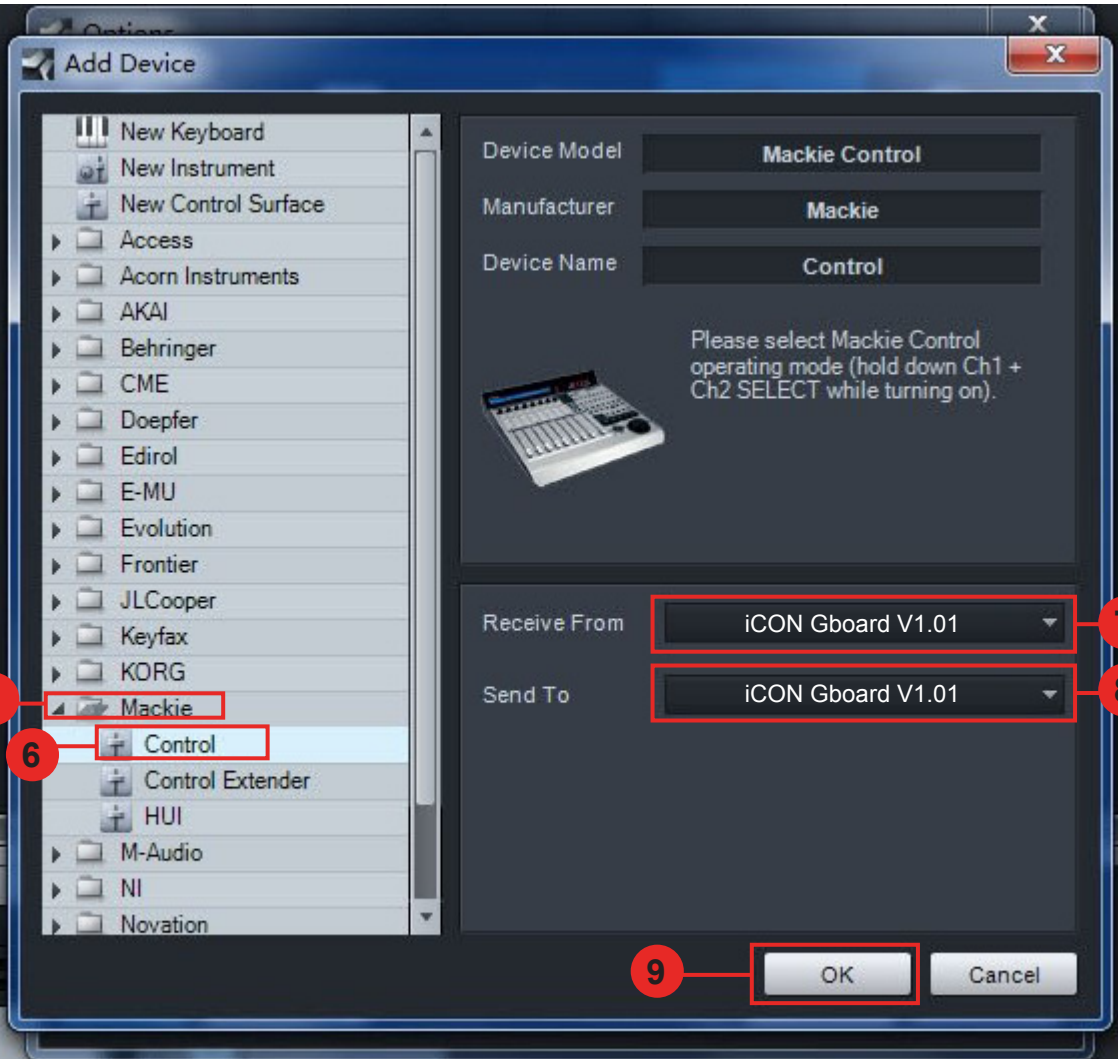 Options
Add Device
New Keyboard
New Instrument
New Control Surface
Access
Acorn Instruments
AKAI
Behringer
CME
Doepfer
Edirol
E-MU
Evolution
Frontier
JLCooper
Keyfax
KORG
Mackie
6
Control
Control Extender
HUI
M-Audio
NI
Novation
Device Model
Mackie Control
Manufacturer
Mackie
Device Name
Control
Please select Mackie Control
operating mode (hold down Ch1 +
Ch2 SELECT while turning on).
Receive From
iCON Gboard V1.01
7
Send To
iCON Gboard V1.01
8
9
OK
Cancel